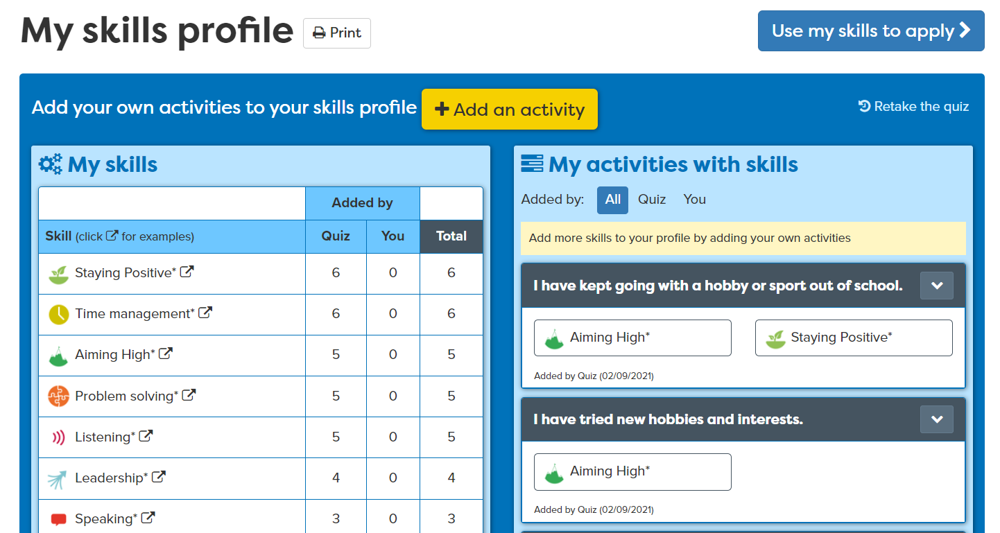 My skills profile Print
Use my skills to apply
Add your own activities to your skills profile + Add an activity
Retake the quiz
My skills
Added by
Skill (click for examples) Quiz You Total
Staying Positive* 6 0 6
Time management* 6 0 6
Aiming High* 5 0 5
Problem solving* 5 0 5
Listening* 5 0 5
Leadership* 4 0 4
Speaking* 3 0 3
My activities with skills
Added by: All Quiz You
Add more skills to your profile by adding your own activities
I have kept going with a hobby or sport out of school.
Aiming High* Staying Positive*
Added by Quiz (02/09/2021)
I have tried new hobbies and interests.
Aiming High*
Added by Quiz (02/09/2021)